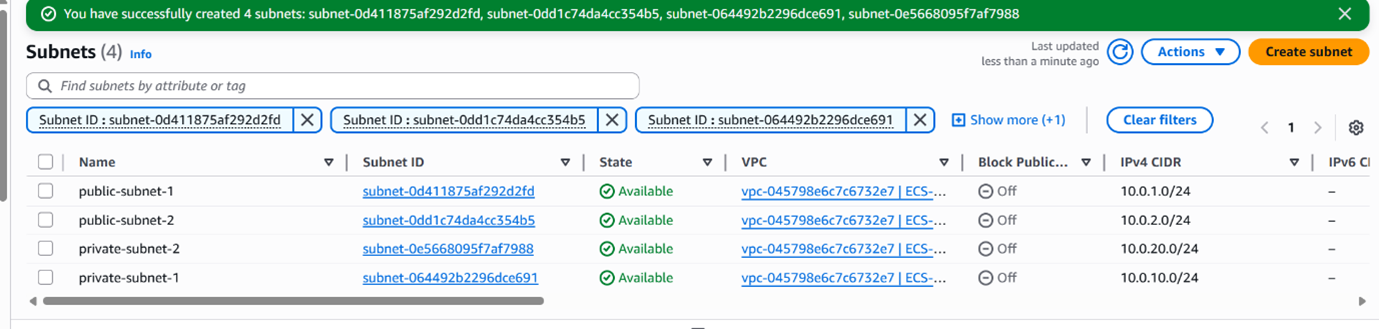 You have successfully created 4 subnets: subnet-0d411875af292d2fd, subnet-0dd1c74da4cc354b5, subnet-064492b2296dce691, subnet-0e5668095f7af7988
Subnets (4) Info
Last updated
less than a minute ago
Actions
Create subnet
Find subnets by attribute or tag
Subnet ID : subnet-0d411875af292d2fd
Subnet ID : subnet-0dd1c74da4cc354b5
Subnet ID : subnet-064492b2296dce691
Show more (+1)
Clear filters
1
Name Subnet ID State VPC Block Public... IPv4 CIDR IPv6 CI
public-subnet-1 subnet-0d411875af292d2fd Available vpc-045798e6c7c6732e7 | ECS-... Off 10.0.1.0/24 –
public-subnet-2 subnet-0dd1c74da4cc354b5 Available vpc-045798e6c7c6732e7 | ECS-... Off 10.0.2.0/24 –
private-subnet-2 subnet-0e5668095f7af7988 Available vpc-045798e6c7c6732e7 | ECS-... Off 10.0.20.0/24 –
private-subnet-1 subnet-064492b2296dce691 Available vpc-045798e6c7c6732e7 | ECS-... Off 10.0.10.0/24 –